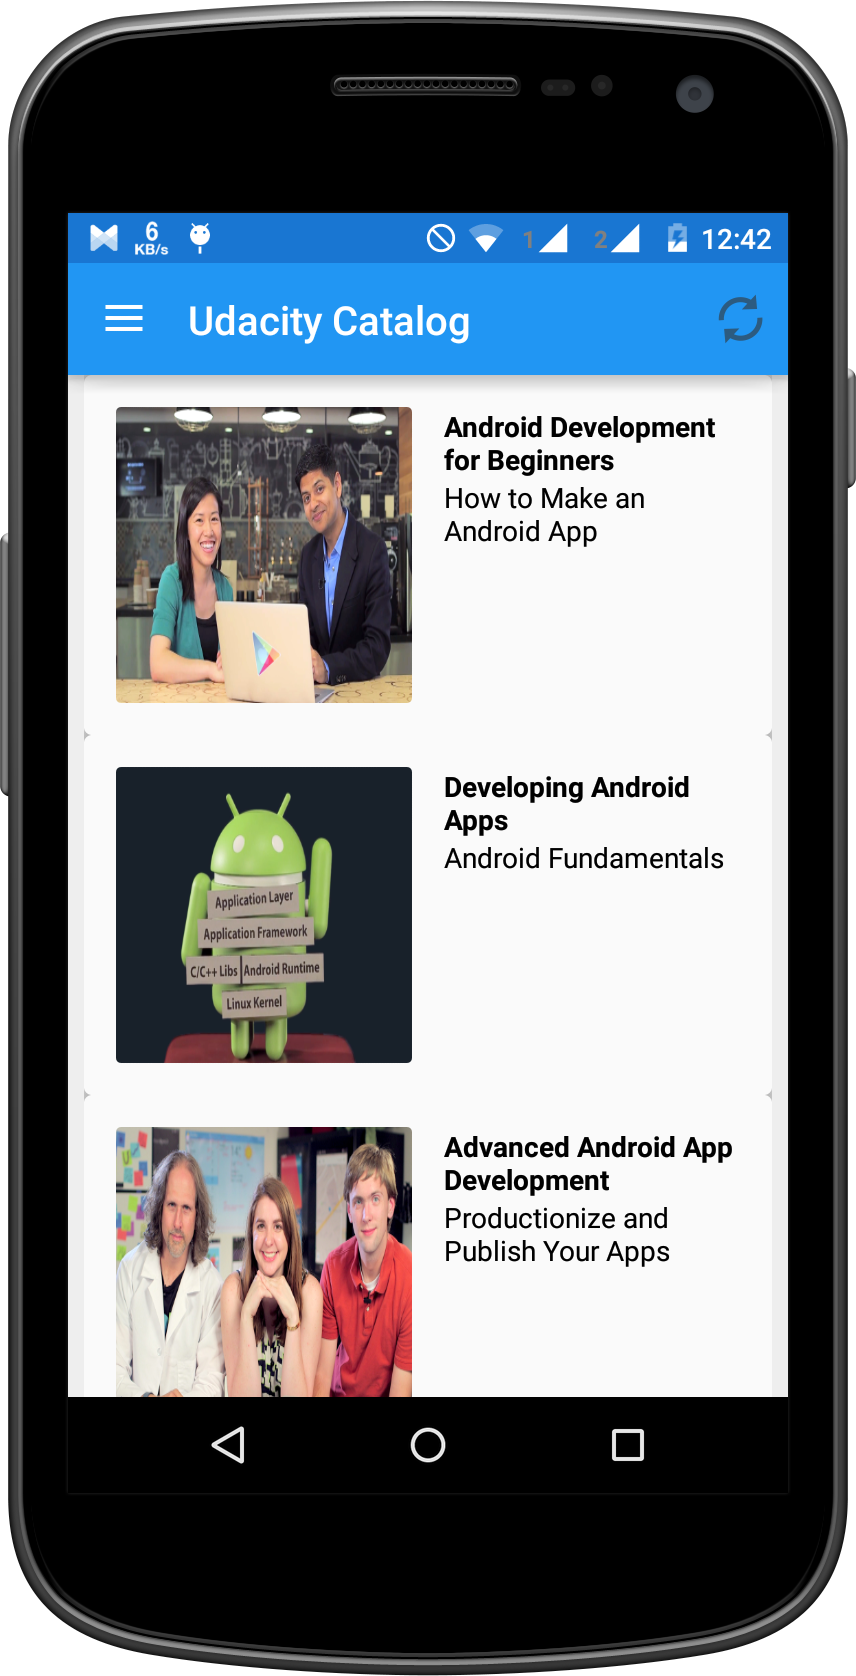 6
KB/s
1
2
12:42
Udacity Catalog
Android Development
for Beginners
How to Make an
Android App
Developing Android
Apps
Android Fundamentals
Application Layer
Application Framework
C/C++ Libs Android Runtime
Linux Kernel
Advanced Android App
Development
Productionize and
Publish Your Apps